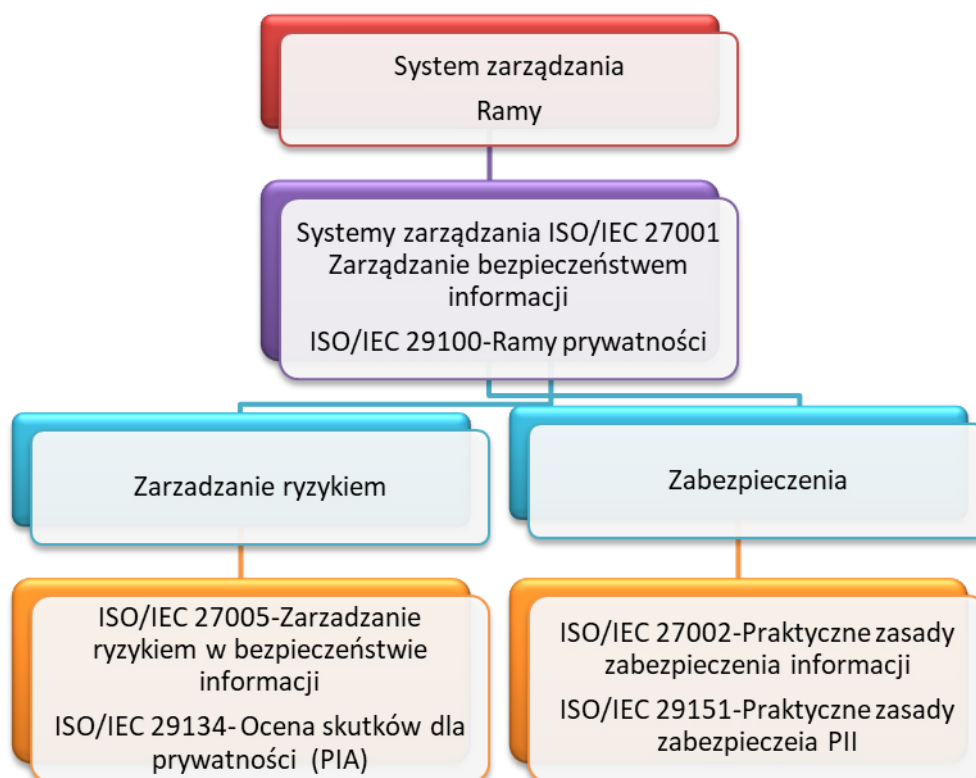 System zarządzania
Ramy
Systemy zarządzania ISO/IEC 27001
Zarządzanie bezpieczeństwem
informacji
ISO/IEC 29100-Ramy prywatności
Zarzadzanie ryzykiem
Zabezpieczenia
ISO/IEC 27005-Zarzadzanie
ryzykiem w bezpieczeństwie
informacji
ISO/IEC 29134- Ocena skutków dla
prywatności (PIA)
ISO/IEC 27002-Praktyczne zasady
zabezpieczenia informacji
ISO/IEC 29151-Praktyczne zasady
zabezpieczeia PII